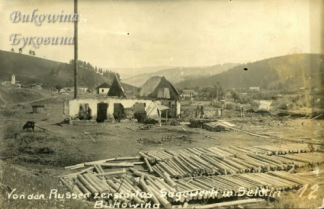 Bukowina
Буковина
Von den Russen zerstörtes Sägewerk in Seletin
Bukowina